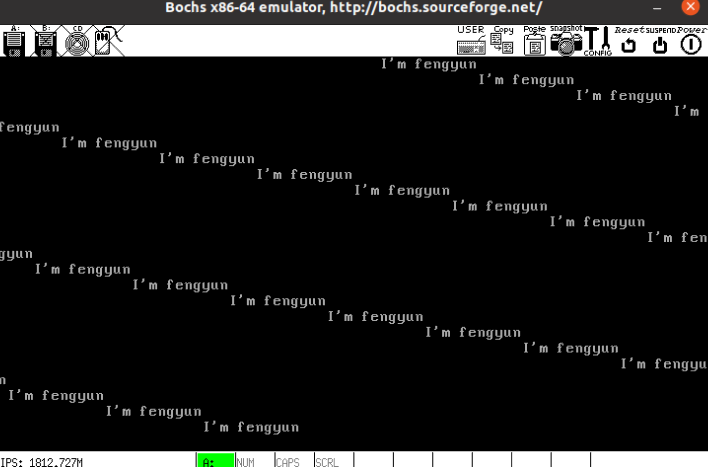 Bochs x86-64 emulator, http://bochs.sourceforge.net/
A: B: CD USER Copy Paste snapshot CONFIG Reset SUSPEND Power
I'm fengyun
I'm fengyun
I'm fengyun
I'm
fengyun
I'm fengyun
I'm fengyun
I'm fengyun
I'm fengyun
I'm fengyun
I'm fengyun
I'm fen
gyun
I'm fengyun
I'm fengyun
I'm fengyun
I'm fengyun
I'm fengyun
I'm fengyun
I'm fengyu
n
I'm fengyun
I'm fengyun
I'm fengyun
IPS: 1812.727M A: NUM CAPS SCRL